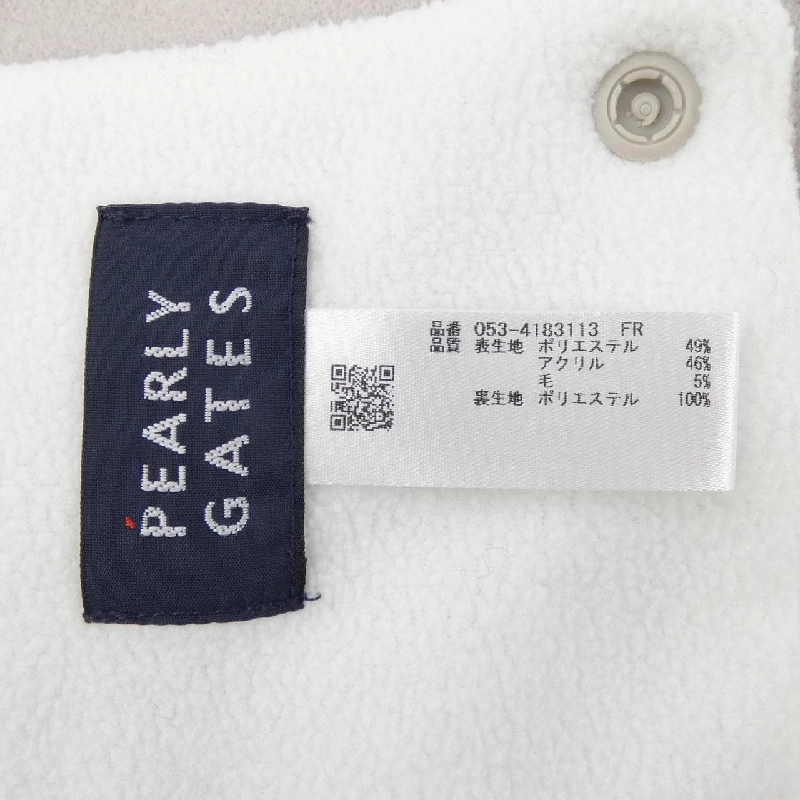 PEARLY
GATES
品番 053-4183113 FR
品質 表生地 ポリエステル 49%
アクリル 46%
毛 5%
裏生地 ポリエステル 100%